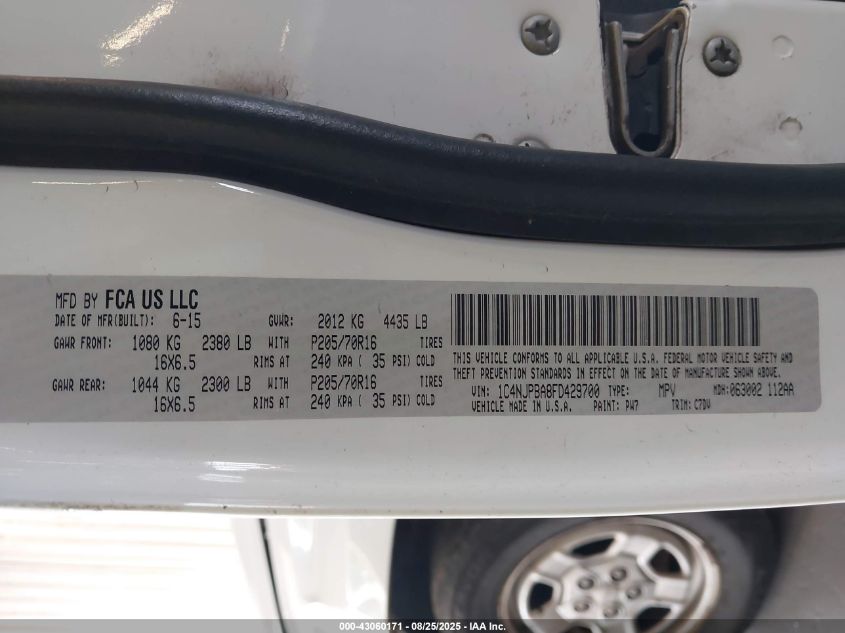 MFD BY FCA US LLC
DATE OF MFR(BUILT): 6-15 GVWR: 2012 KG 4435 LB
GAWR FRONT: 1080 KG 2380 LB WITH P205/70R16 TIRES
16X6.5 RIMS AT 240 KPA ( 35 PSI) COLD
GAWR REAR: 1044 KG 2300 LB WITH P205/70R16 TIRES
16X6.5 RIMS AT 240 KPA ( 35 PSI) COLD
THIS VEHICLE CONFORMS TO ALL APPLICABLE U.S.A. FEDERAL MOTOR VEHICLE SAFETY AND
THEFT PREVENTION STANDARDS IN EFFECT ON THE DATE OF MANUFACTURE SHOWN ABOVE.
VIN: 1C4NJPBA8FD429700 TYPE: MPV MDH:063002 112AA
VEHICLE MADE IN U.S.A. PAINT: PW7 TRIM: C7DV
000-43060171 - 08/25/2025 - IAA Inc.